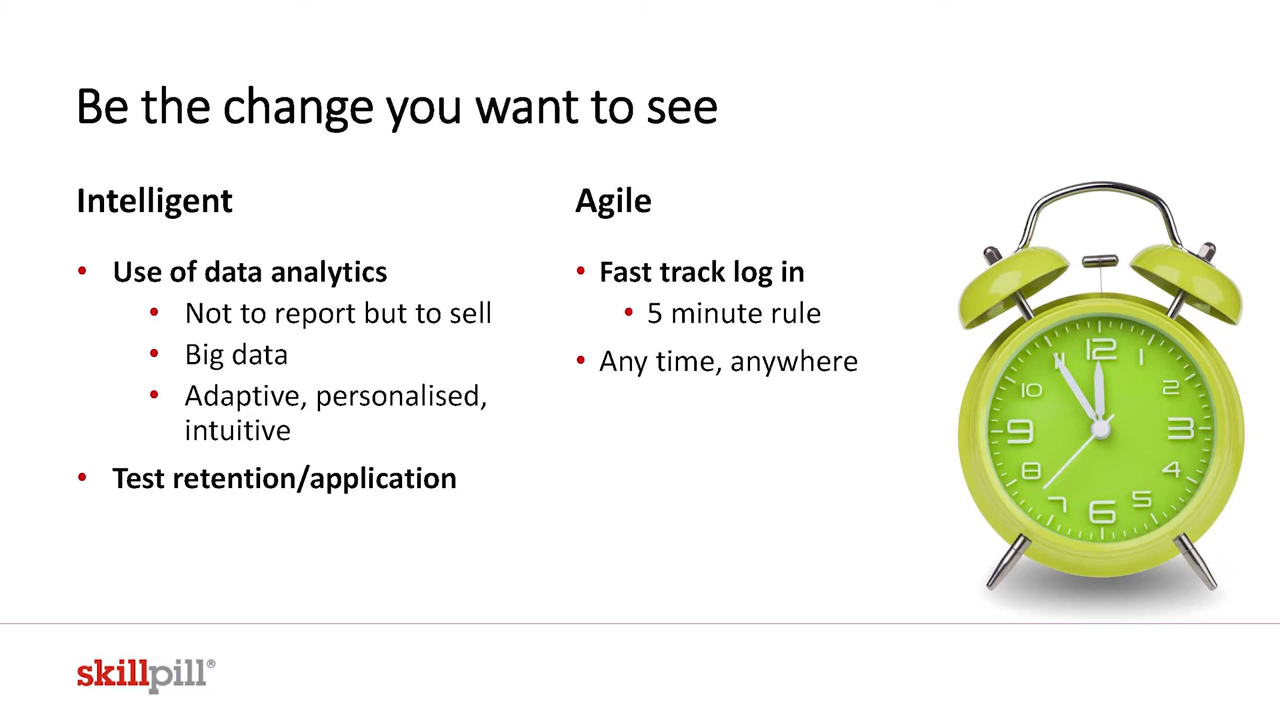 Be the change you want to see
Intelligent
• Use of data analytics
• Not to report but to sell
• Big data
• Adaptive, personalised,
intuitive
• Test retention/application
Agile
• Fast track log in
• 5 minute rule
• Any time, anywhere
12
1
2
3
4
5
6
7
8
9
10
skillpill®